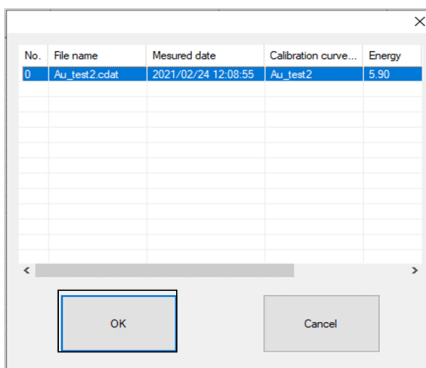 No. File name Mesured date Calibration curve... Energy
0 Au_test2.cdat 2021/02/24 12:08:55 Au_test2 5.90
OK Cancel